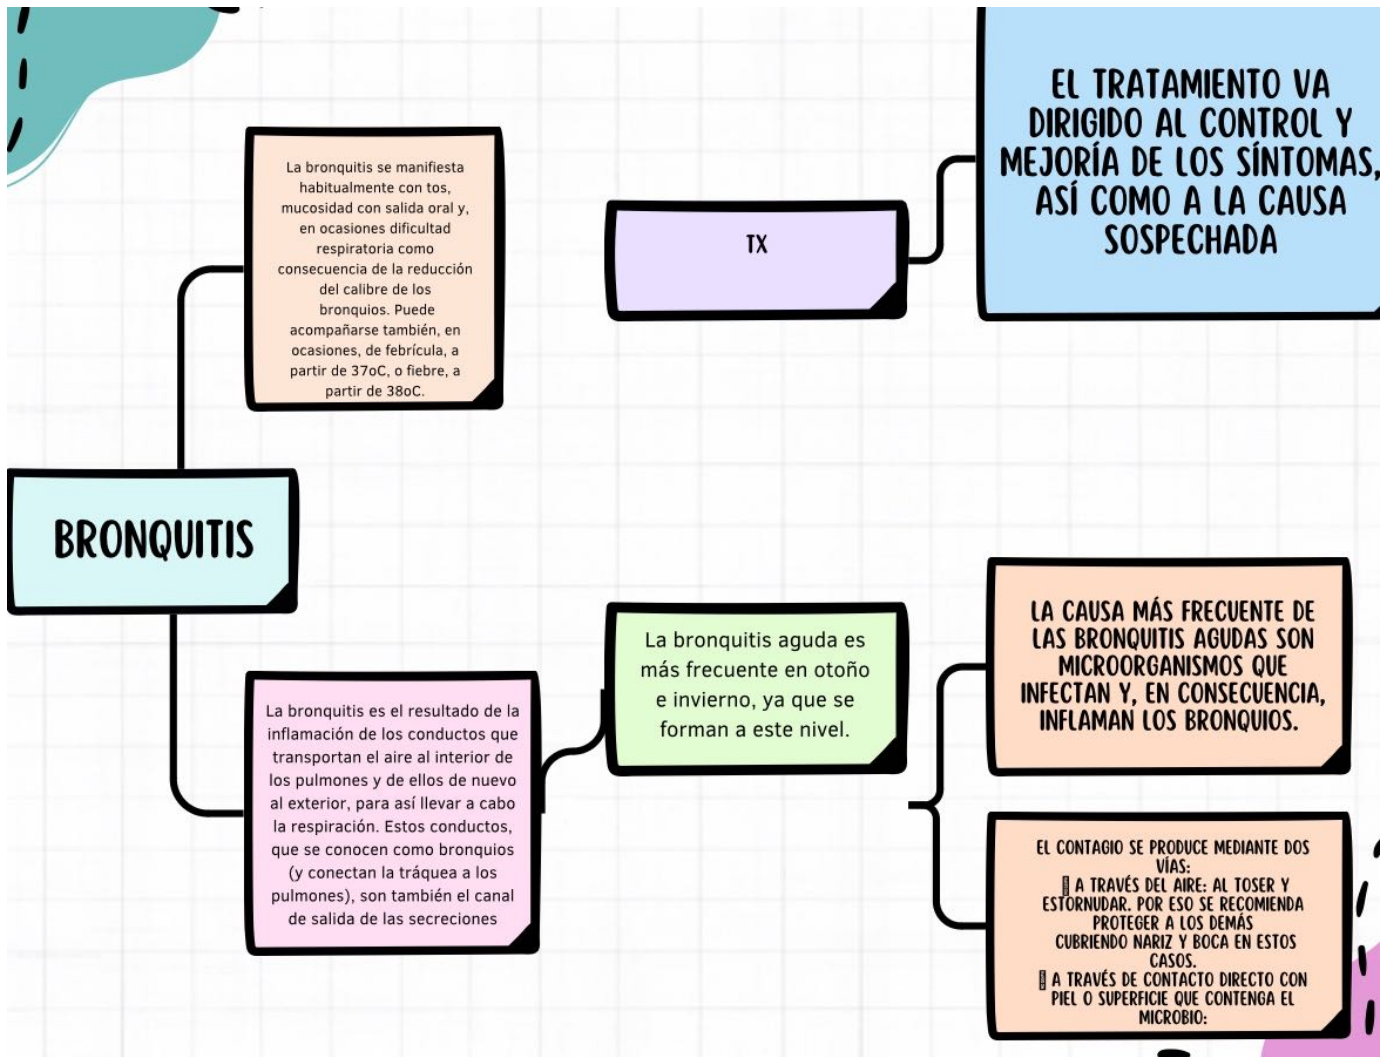 La bronquitis se manifiesta
habitualmente con tos,
mucosidad con salida oral y,
en ocasiones dificultad
respiratoria como
consecuencia de la reducción
del calibre de los
bronquios. Puede
acompañarse también, en
ocasiones, de febrícula, a
partir de 37oC, o fiebre, a
partir de 38oC.
TX
EL TRATAMIENTO VA
DIRIGIDO AL CONTROL Y
MEJORÍA DE LOS SÍNTOMAS,
ASÍ COMO A LA CAUSA
SOSPECHADA
BRONQUITIS
La bronquitis es el resultado de la
inflamación de los conductos que
transportan el aire al interior de
los pulmones y de ellos de nuevo
al exterior, para así llevar a cabo
la respiración. Estos conductos,
que se conocen como bronquios
(y conectan la tráquea a los
pulmones), son también el canal
de salida de las secreciones
La bronquitis aguda es
más frecuente en otoño
e invierno, ya que se
forman a este nivel.
LA CAUSA MÁS FRECUENTE DE
LAS BRONQUITIS AGUDAS SON
MICROORGANISMOS QUE
INFECTAN Y, EN CONSECUENCIA,
INFLAMAN LOS BRONQUIOS.
EL CONTAGIO SE PRODUCE MEDIANTE DOS
VÍAS:
A TRAVÉS DEL AIRE: AL TOSER Y
ESTORNUDAR. POR ESO SE RECOMIENDA
PROTEGER A LOS DEMÁS
CUBRIENDO NARIZ Y BOCA EN ESTOS
CASOS.
A TRAVÉS DE CONTACTO DIRECTO CON
PIEL O SUPERFICIE QUE CONTENGA EL
MICROBIO: